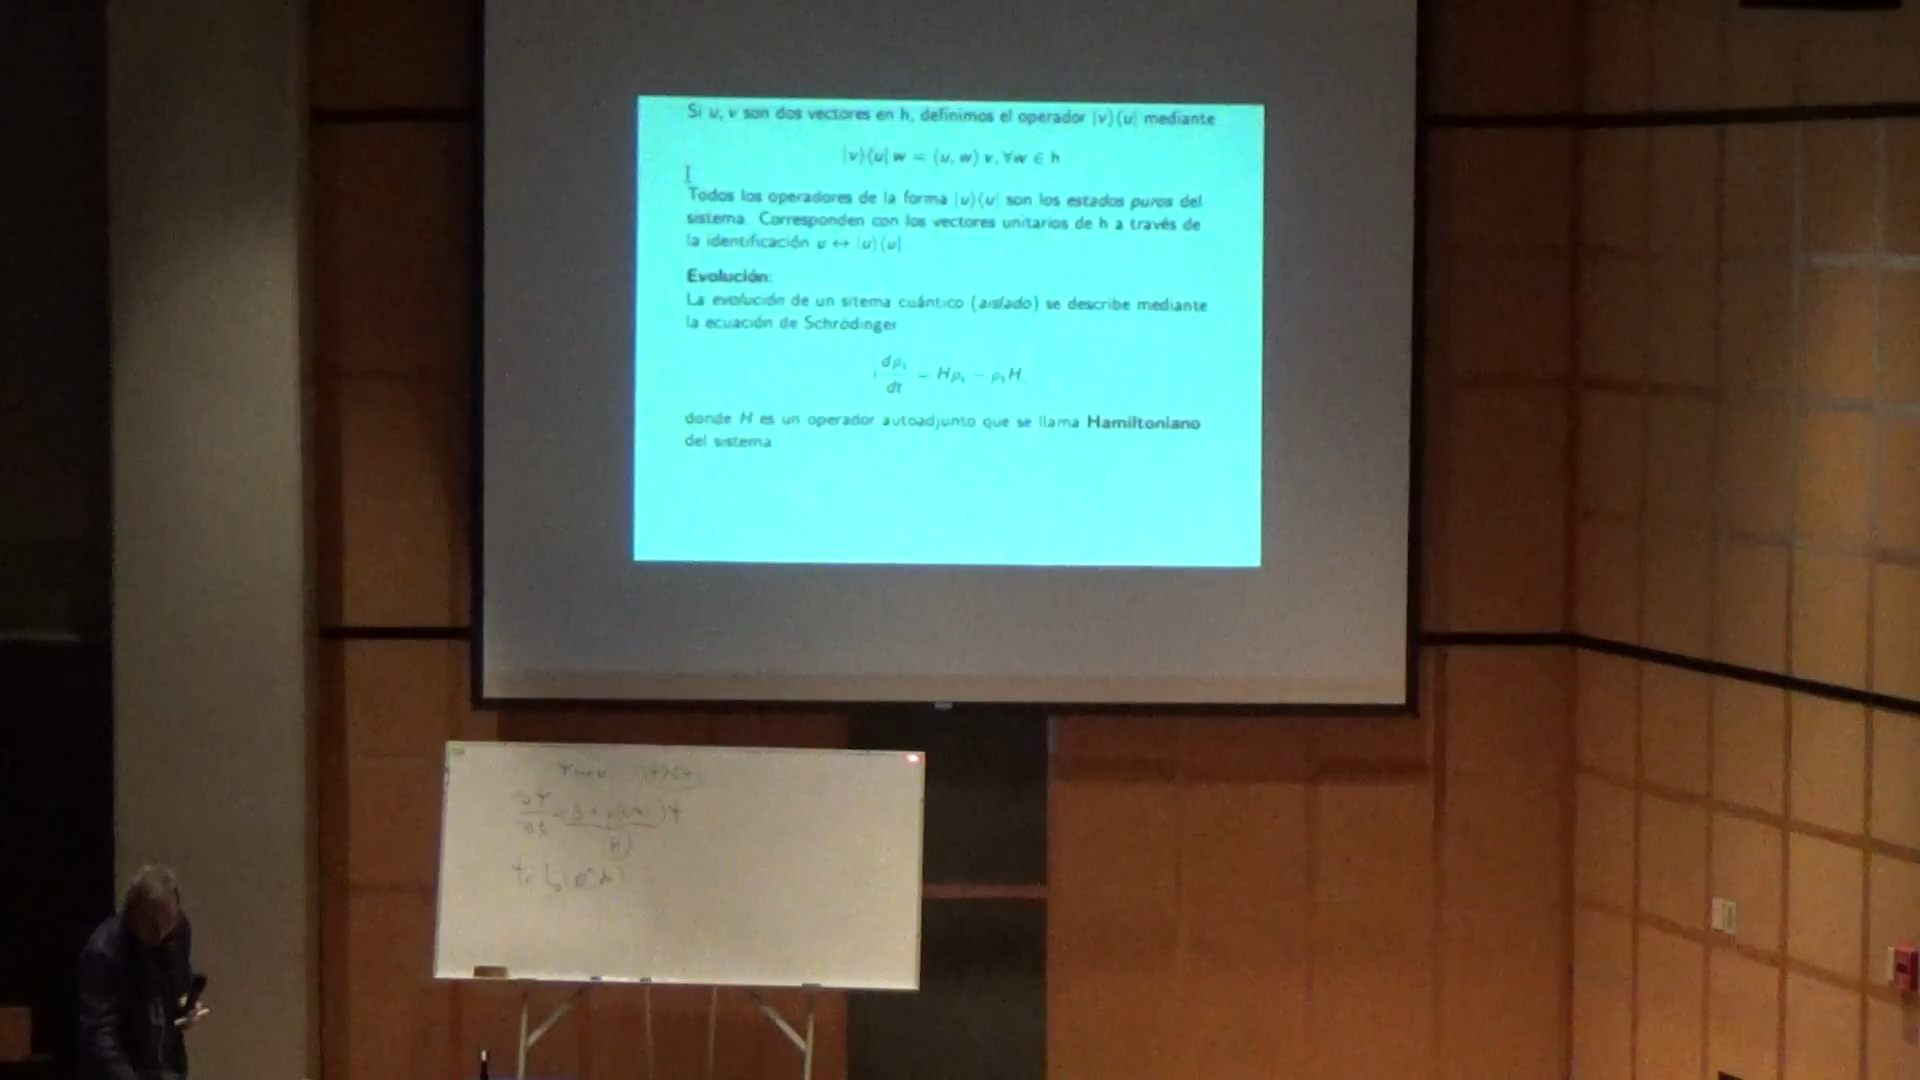 Si u, v son dos vectores en h, definimos el operador |v⟩⟨u| mediante
|v⟩⟨u| w = ⟨u, w⟩ v, ∀w ∈ h
Todos los operadores de la forma |u⟩⟨u| son los estados puros del
sistema. Corresponden con los vectores unitarios de h a través de
la identificación u ↔ |u⟩⟨u|
Evolución:
La evolución de un sitema cuántico (aislado) se describe mediante
la ecuación de Schrödinger
i dρₜ/dt = Hρₜ − ρₜH,
donde H es un operador autoadjunto que se llama Hamiltoniano
del sistema